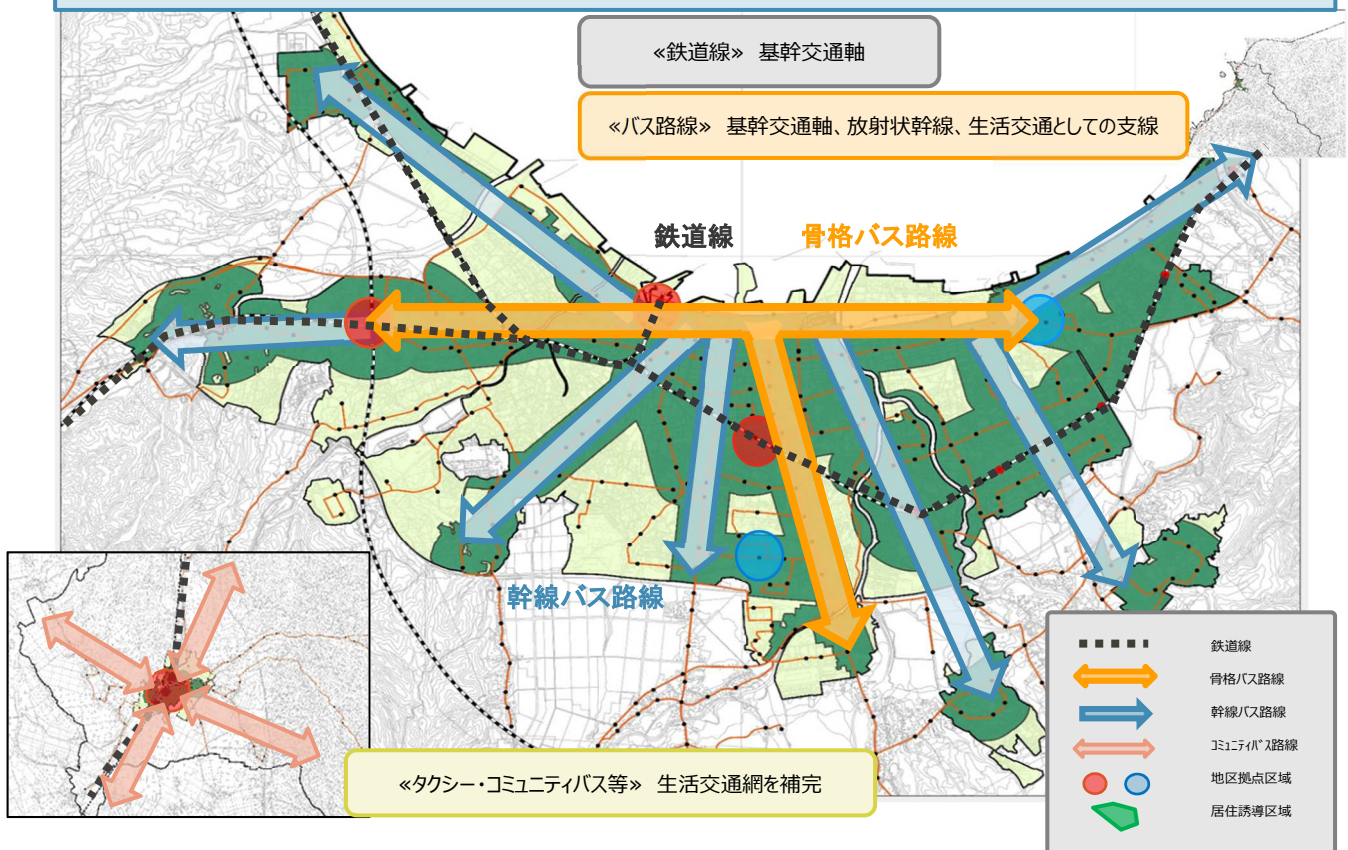 «鉄道線» 基幹交通軸
«バス路線» 基幹交通軸、放射状幹線、生活交通としての支線
鉄道線
骨格バス路線
幹線バス路線
«タクシー・コミュニティバス等» 生活交通網を補完
鉄道線
骨格バス路線
幹線バス路線
ｺﾐｭﾆﾃｨﾊﾞｽ路線
地区拠点区域
居住誘導区域